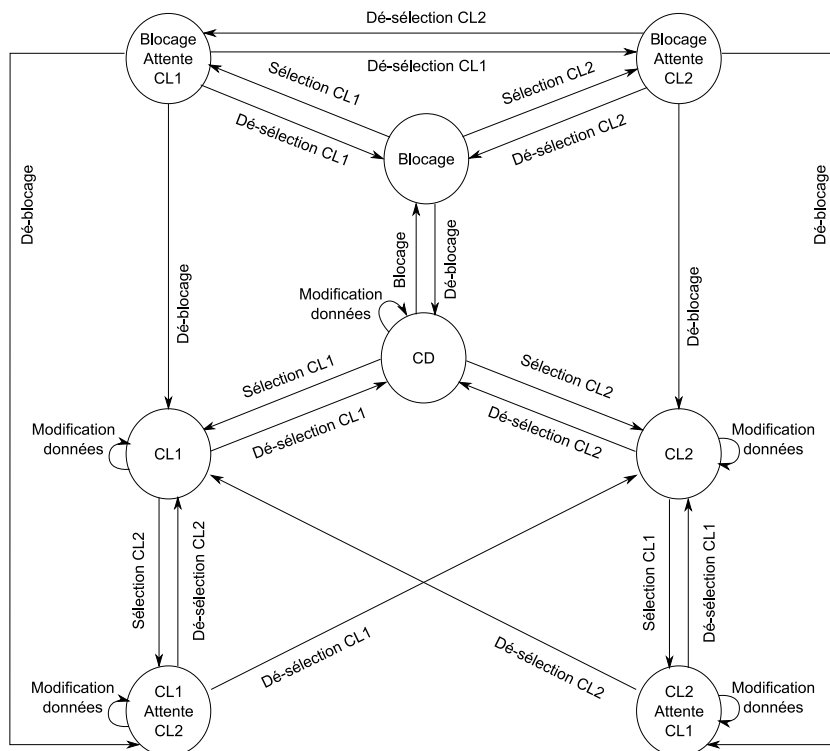 Dé-sélection CL2
Blocage
Attente
CL1
Blocage
Attente
CL2
Dé-sélection CL1
Sélection CL1
Sélection CL2
Dé-sélection CL1
Dé-sélection CL2
Blocage
Dé-blocage
Dé-blocage
Dé-blocage
Dé-blocage
Blocage
Dé-blocage
Modification
données
CD
Sélection CL1
Sélection CL2
Dé-sélection CL1
Dé-sélection CL2
Modification
données
CL1
CL2
Modification
données
Sélection CL2
Dé-sélection CL2
Sélection CL1
Dé-sélection CL1
Dé-sélection CL1
Dé-sélection CL2
Modification
données
CL1
Attente
CL2
CL2
Attente
CL1
Modification
données